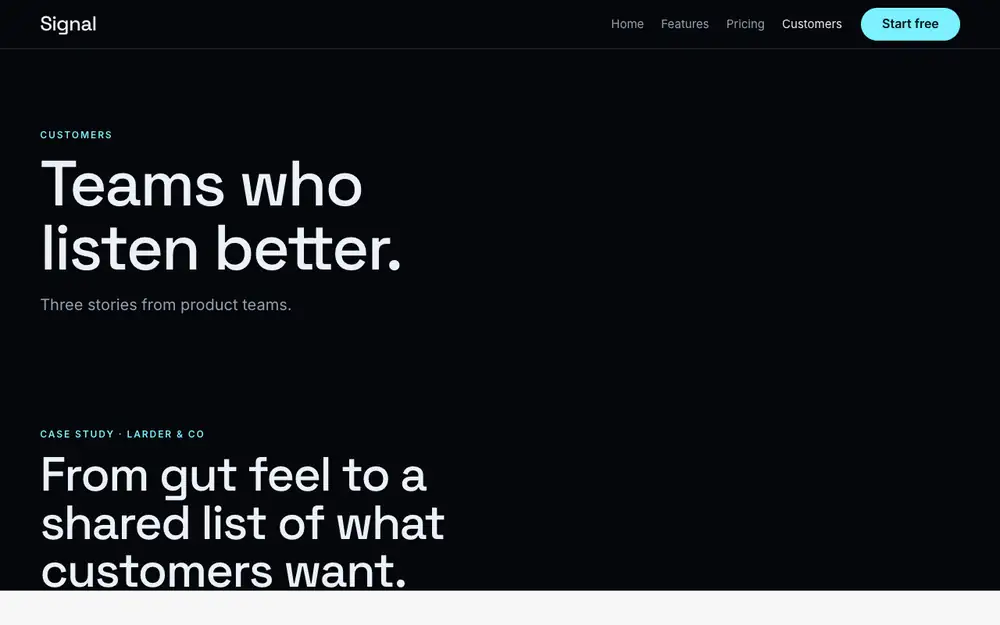 Signal
Home
Features
Pricing
Customers
Start free
CUSTOMERS
Teams who
listen better.
Three stories from product teams.
CASE STUDY · LARDER & CO
From gut feel to a
shared list of what
customers want.